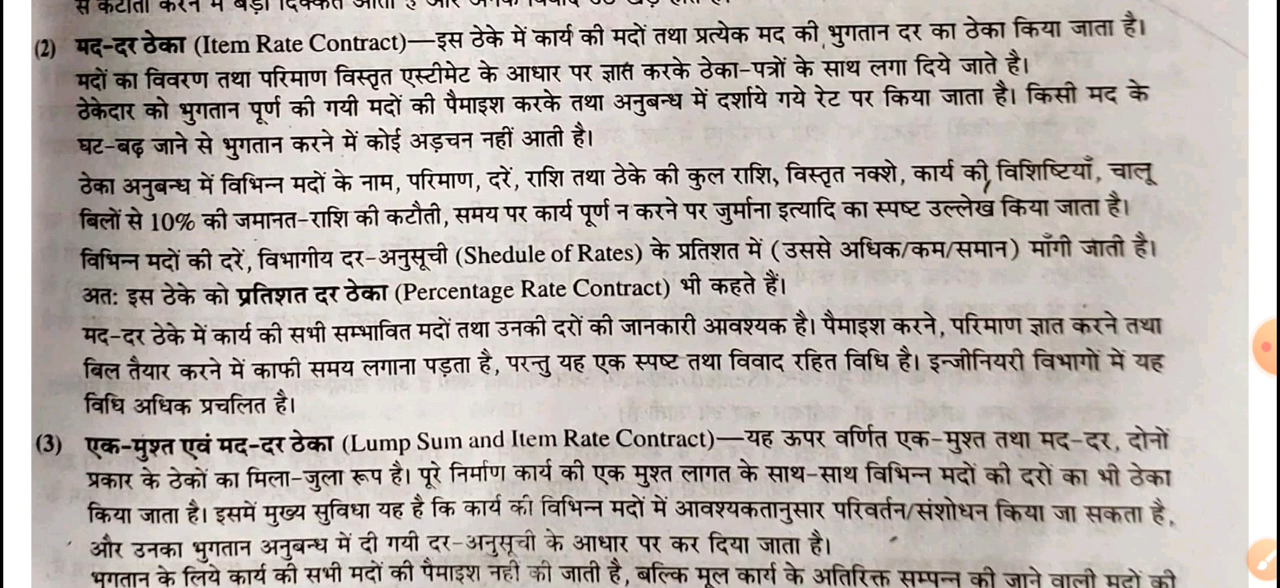 से कटौती करने में बड़ी दिक्कत आती है और अनेक विवाद उठ खड़े होते हैं।
(2) मद-दर ठेका (Item Rate Contract)—इस ठेके में कार्य की मदों तथा प्रत्येक मद की भुगतान दर का ठेका किया जाता है।
मदों का विवरण तथा परिमाण विस्तृत एस्टीमेट के आधार पर ज्ञात करके ठेका-पत्रों के साथ लगा दिये जाते है।
ठेकेदार को भुगतान पूर्ण की गयी मदों की पैमाइश करके तथा अनुबन्ध में दर्शाये गये रेट पर किया जाता है। किसी मद के
घट-बढ़ जाने से भुगतान करने में कोई अड़चन नहीं आती है।
ठेका अनुबन्ध में विभिन्न मदों के नाम, परिमाण, दरें, राशि तथा ठेके की कुल राशि, विस्तृत नक्शे, कार्य की विशिष्टियाँ, चालू
बिलों से 10% की जमानत-राशि की कटौती, समय पर कार्य पूर्ण न करने पर जुर्माना इत्यादि का स्पष्ट उल्लेख किया जाता है।
विभिन्न मदों की दरें, विभागीय दर-अनुसूची (Shedule of Rates) के प्रतिशत में (उससे अधिक/कम/समान) माँगी जाती है।
अत: इस ठेके को प्रतिशत दर ठेका (Percentage Rate Contract) भी कहते हैं।
मद-दर ठेके में कार्य की सभी सम्भावित मदों तथा उनकी दरों की जानकारी आवश्यक है। पैमाइश करने, परिमाण ज्ञात करने तथा
बिल तैयार करने में काफी समय लगाना पड़ता है, परन्तु यह एक स्पष्ट तथा विवाद रहित विधि है। इन्जीनियरी विभागों में यह
विधि अधिक प्रचलित है।
(3) एक-मुश्त एवं मद-दर ठेका (Lump Sum and Item Rate Contract)—यह ऊपर वर्णित एक-मुश्त तथा मद-दर, दोनों
प्रकार के ठेकों का मिला-जुला रूप है। पूरे निर्माण कार्य की एक मुश्त लागत के साथ-साथ विभिन्न मदों की दरों का भी ठेका
किया जाता है। इसमें मुख्य सुविधा यह है कि कार्य की विभिन्न मदों में आवश्यकतानुसार परिवर्तन/संशोधन किया जा सकता है,
और उनका भुगतान अनुबन्ध में दी गयी दर-अनुसूची के आधार पर कर दिया जाता है।
भुगतान के लिये कार्य की सभी मदों की पैमाइश नहीं की जाती है, बल्कि मूल कार्य के अतिरिक्त सम्पन्न की जाने वाली मदों की